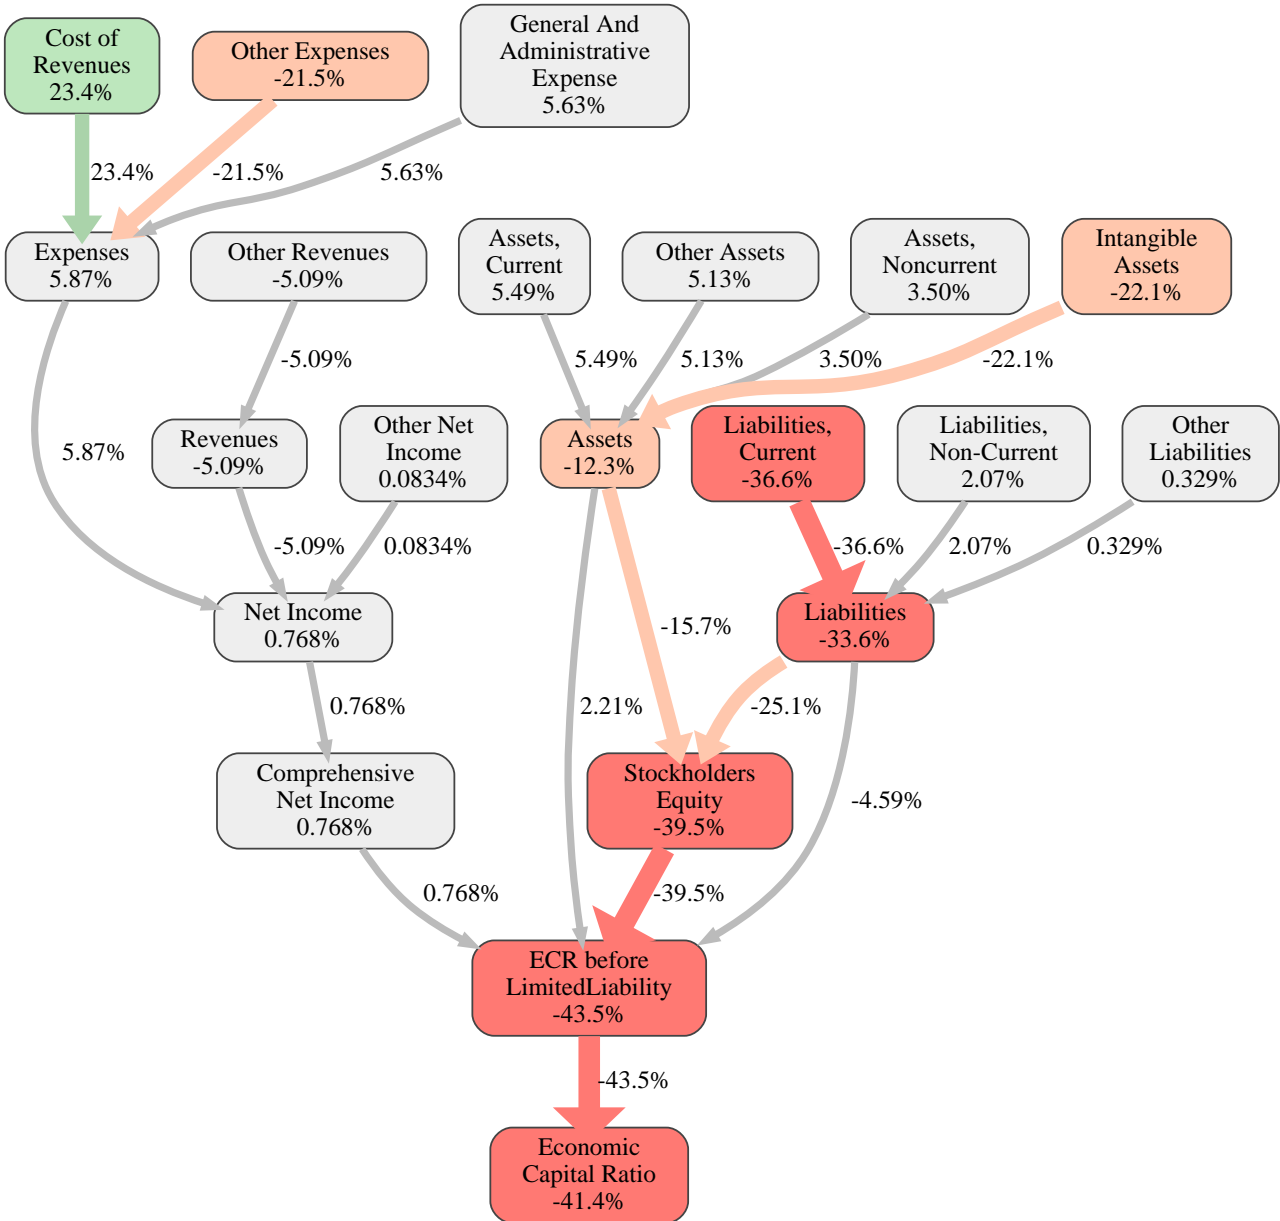 Cost of
Revenues
23.4%
Other Expenses
-21.5%
General And
Administrative
Expense
5.63%
23.4%
-21.5%
5.63%
Expenses
5.87%
Other Revenues
-5.09%
Assets,
Current
5.49%
Other Assets
5.13%
Assets,
Noncurrent
3.50%
Intangible
Assets
-22.1%
-5.09%
5.49%
5.13%
3.50%
-22.1%
5.87%
Revenues
-5.09%
Other Net
Income
0.0834%
Assets
-12.3%
Liabilities,
Current
-36.6%
Liabilities,
Non-Current
2.07%
Other
Liabilities
0.329%
-5.09%
0.0834%
-36.6%
2.07%
0.329%
Net Income
0.768%
-15.7%
Liabilities
-33.6%
0.768%
2.21%
-25.1%
Comprehensive
Net Income
0.768%
Stockholders
Equity
-39.5%
-4.59%
0.768%
-39.5%
ECR before
LimitedLiability
-43.5%
-43.5%
Economic
Capital Ratio
-41.4%